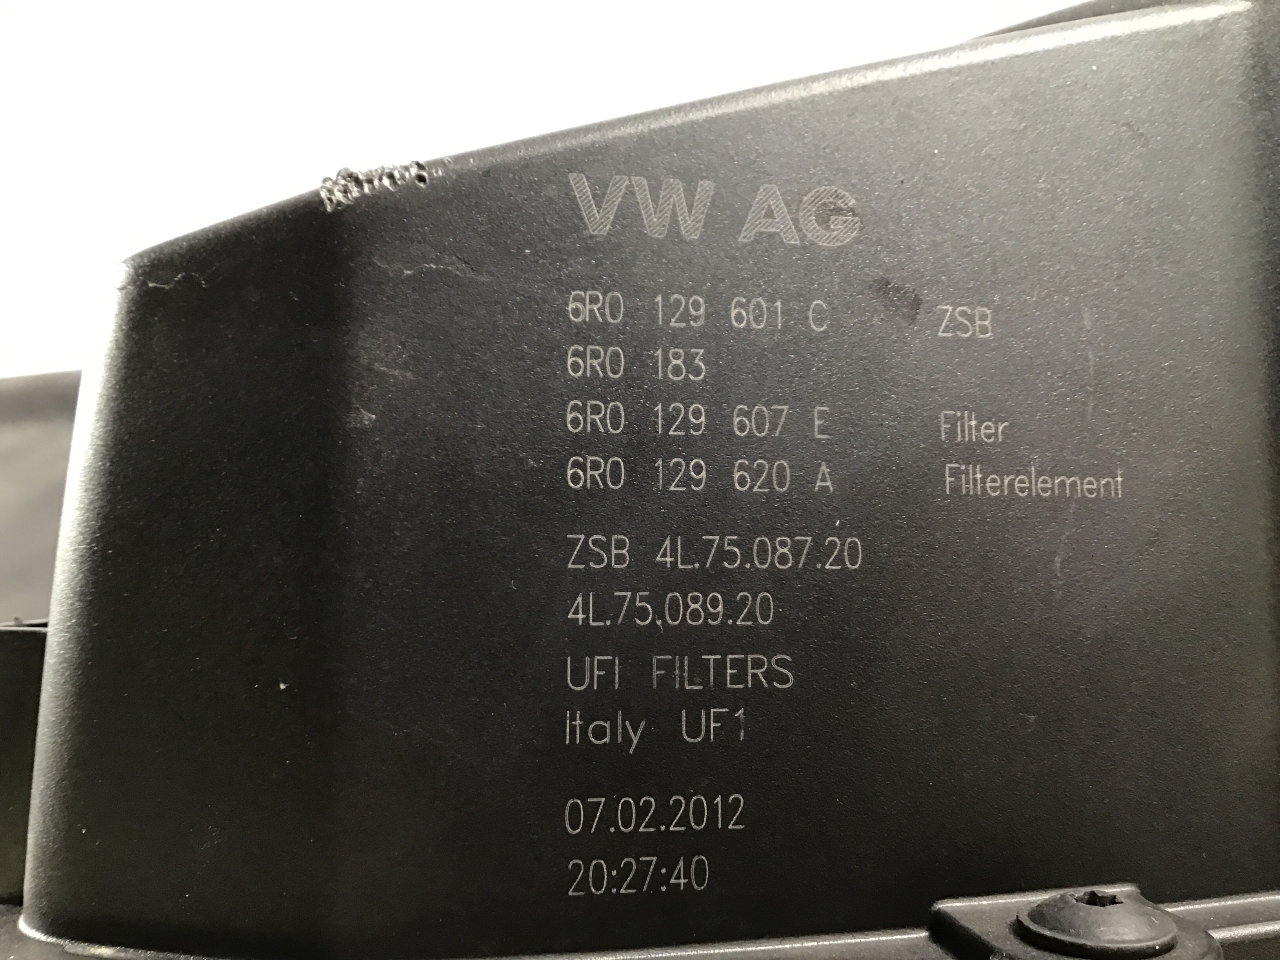 VW AG
6R0 129 601 C ZSB
6R0 183
6R0 129 607 E Filter
6R0 129 620 A Filterelement
ZSB 4L.75.087.20
4L.75.089.20
UFI FILTERS
Italy UF1
07.02.2012
20:27:40